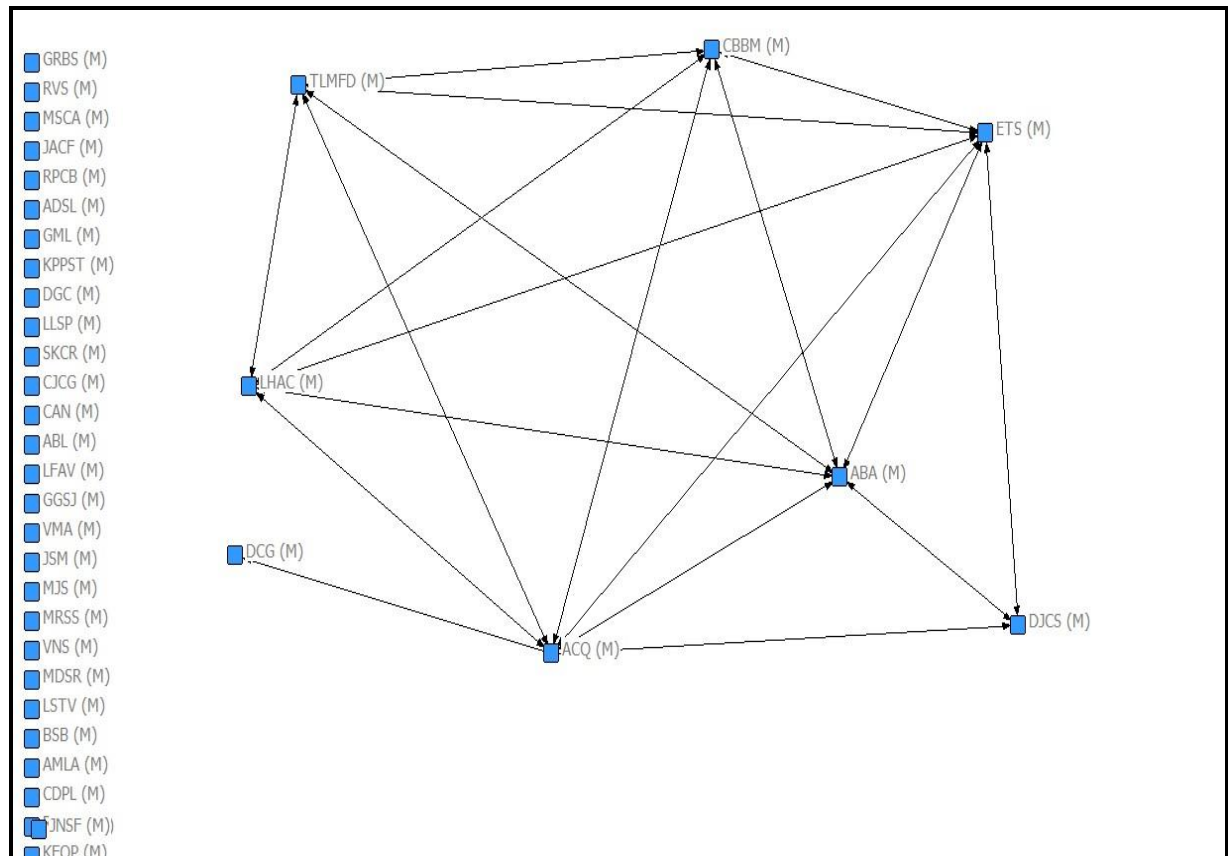 GRBS (M)
RVS (M)
MSCA (M)
JACF (M)
RPCB (M)
ADSL (M)
GML (M)
KPPST (M)
DGC (M)
LLSP (M)
SKCR (M)
CJCG (M)
CAN (M)
ABL (M)
LFAV (M)
GGSJ (M)
VMA (M)
JSM (M)
MJS (M)
MRSS (M)
VNS (M)
MDSR (M)
LSTV (M)
BSB (M)
AMLA (M)
CDPL (M)
JNSF (M)
TLMFD (M)
CBBM (M)
ETS (M)
LHAC (M)
ABA (M)
DCG (M)
ACQ (M)
DJCS (M)